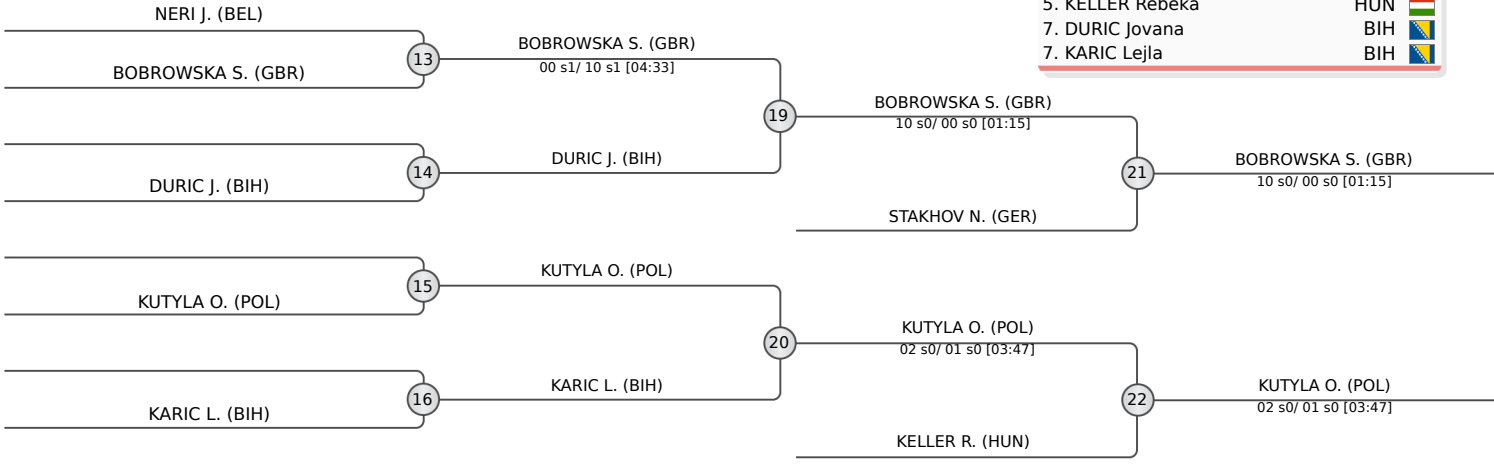 NERI J. (BEL)
BOBROWSKA S. (GBR)
13
BOBROWSKA S. (GBR)
00 s1/ 10 s1 [04:33]
DURIC J. (BIH)
14
DURIC J. (BIH)
19
BOBROWSKA S. (GBR)
10 s0/ 00 s0 [01:15]
STAKHOV N. (GER)
21
BOBROWSKA S. (GBR)
10 s0/ 00 s0 [01:15]
KUTYLA O. (POL)
15
KUTYLA O. (POL)
KARIC L. (BIH)
16
KARIC L. (BIH)
20
KUTYLA O. (POL)
02 s0/ 01 s0 [03:47]
KELLER R. (HUN)
22
KUTYLA O. (POL)
02 s0/ 01 s0 [03:47]
5. KELLER Rebeka HUN
7. DURIC Jovana BIH
7. KARIC Lejla BIH